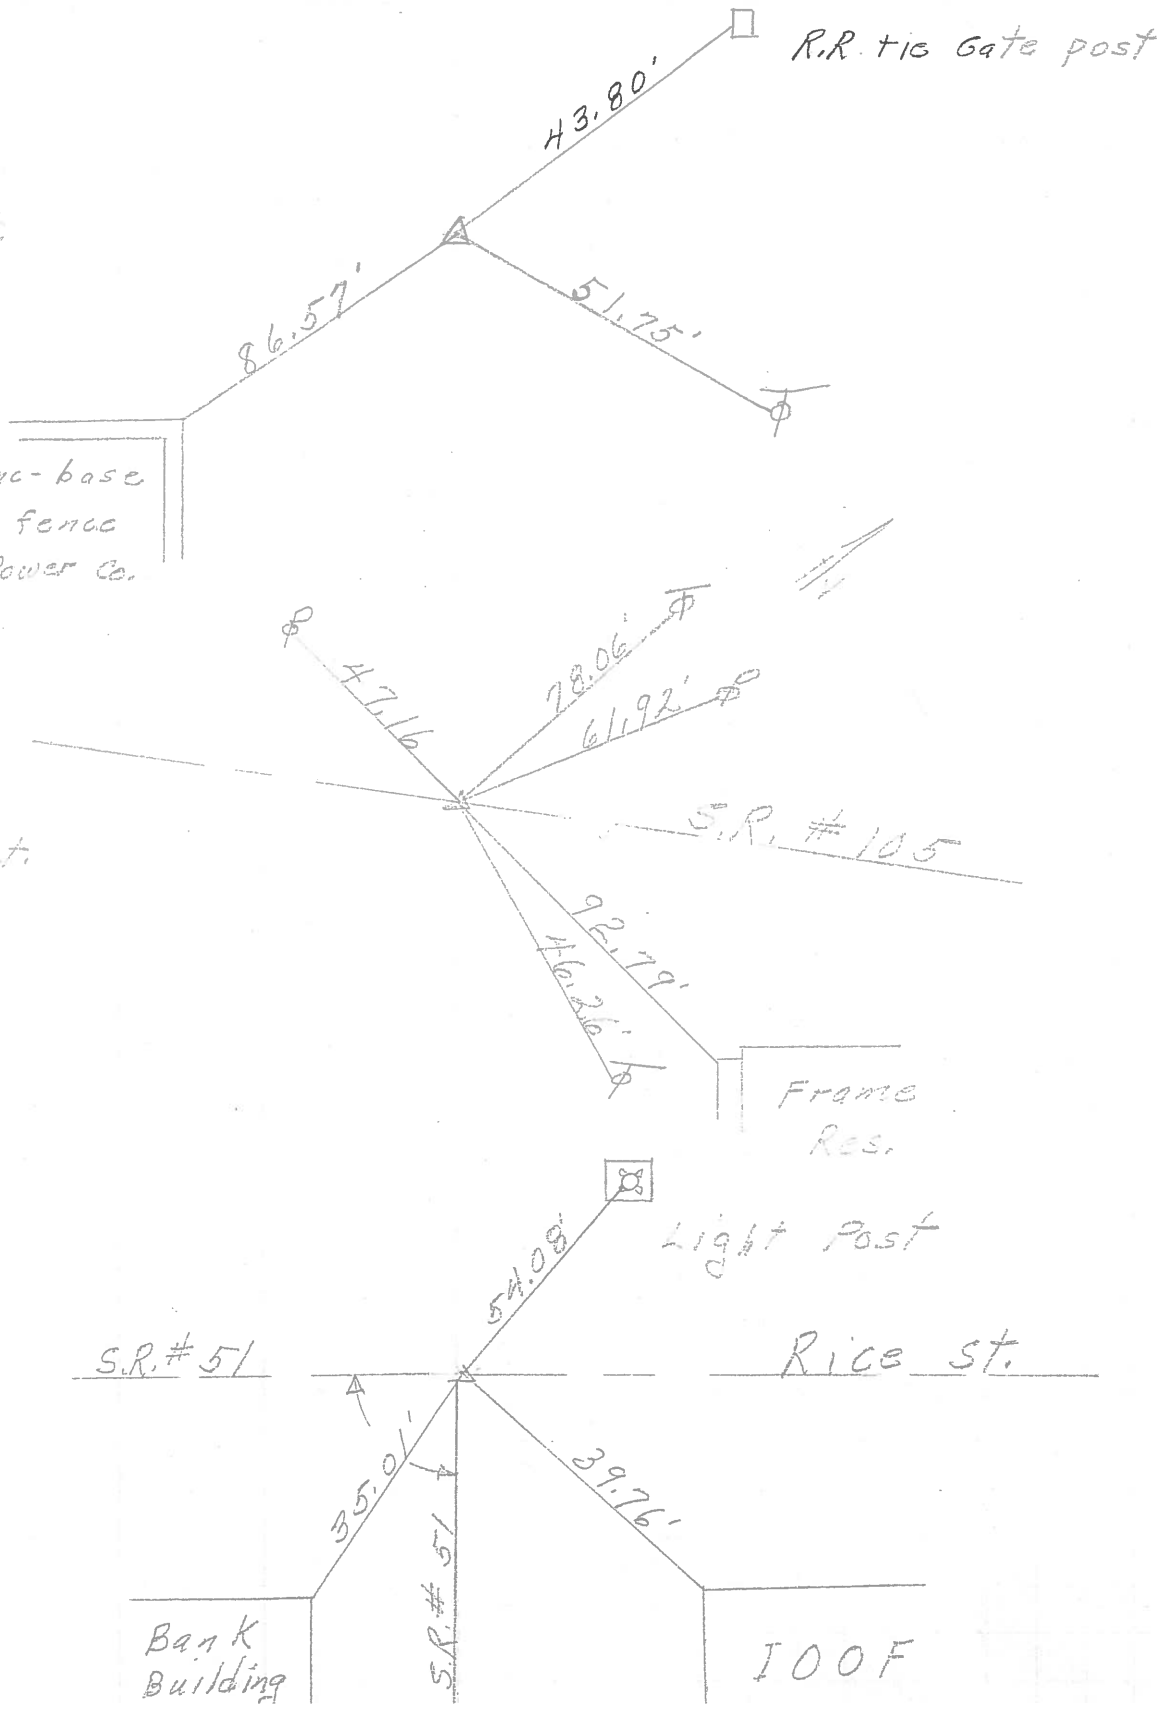 R.R. tie Gate post
43.80'
86.57'
51.75'
base
fence
Power Co.
47.16
78.06'
61.92'
S.R. # 105
92.79'
46.26'
Frame
Res.
54.08'
Light Post
S.R. # 51
Rice st.
35.01'
39.76'
S.R. # 51
Bank
Building
IOOF